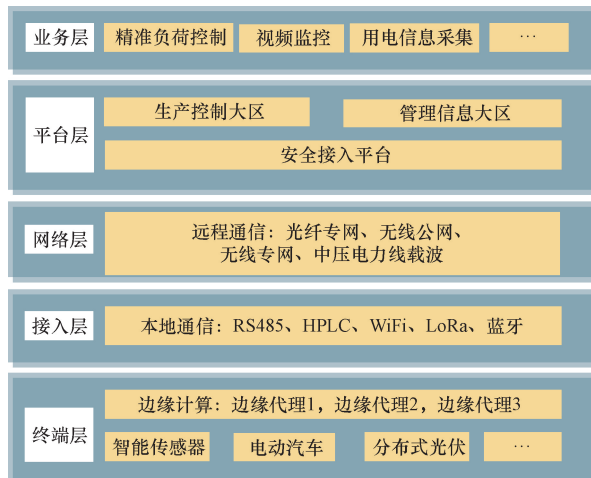 业务层
精准负荷控制
视频监控
用电信息采集
…
平台层
生产控制大区
管理信息大区
安全接入平台
网络层
远程通信：光纤专网、无线公网、
无线专网、中压电力线载波
接入层
本地通信：RS485、HPLC、WiFi、LoRa、蓝牙
终端层
边缘计算：边缘代理1，边缘代理2，边缘代理3
智能传感器
电动汽车
分布式光伏
…